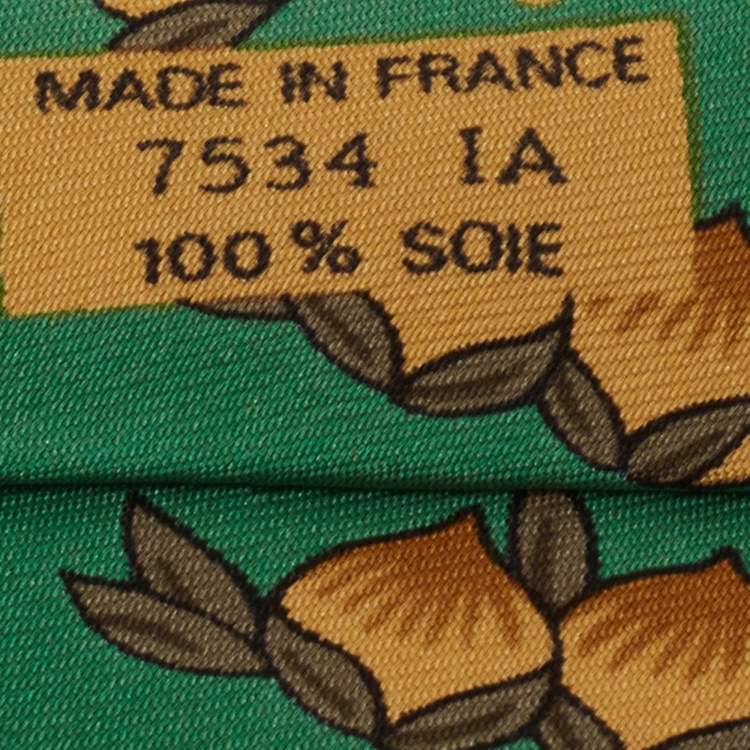 MADE IN FRANCE
7534 IA
100% SOIE